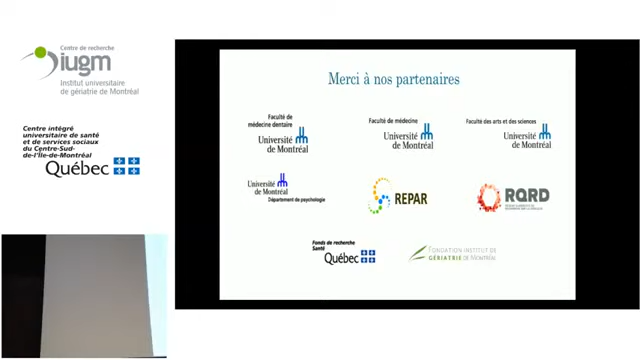 Centre de recherche
iugm
Institut universitaire
de gériatrie de Montréal
Centre intégré
universitaire de santé
et de services sociaux
du Centre-Sud-
de-l'Île-de-Montréal
Québec
Merci à nos partenaires
Faculté de
médecine dentaire
Université
de Montréal
Faculté de médecine
Université
de Montréal
Faculté des arts et des sciences
Université
de Montréal
Université
de Montréal
Département de psychologie
REPAR
RQRD
Fonds de recherche
Santé
Québec
FONDATION INSTITUT DE
GÉRIATRIE DE MONTRÉAL